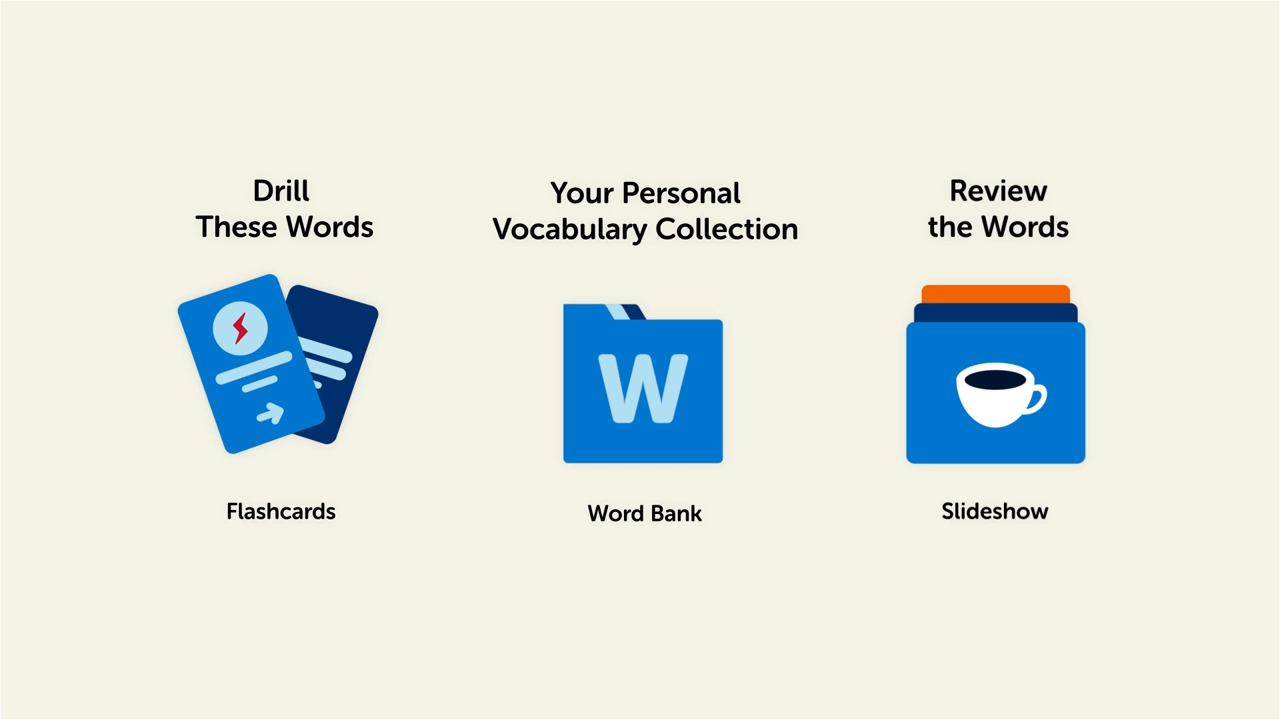 Drill
These Words
Your Personal
Vocabulary Collection
Review
the Words
W
Flashcards
Word Bank
Slideshow